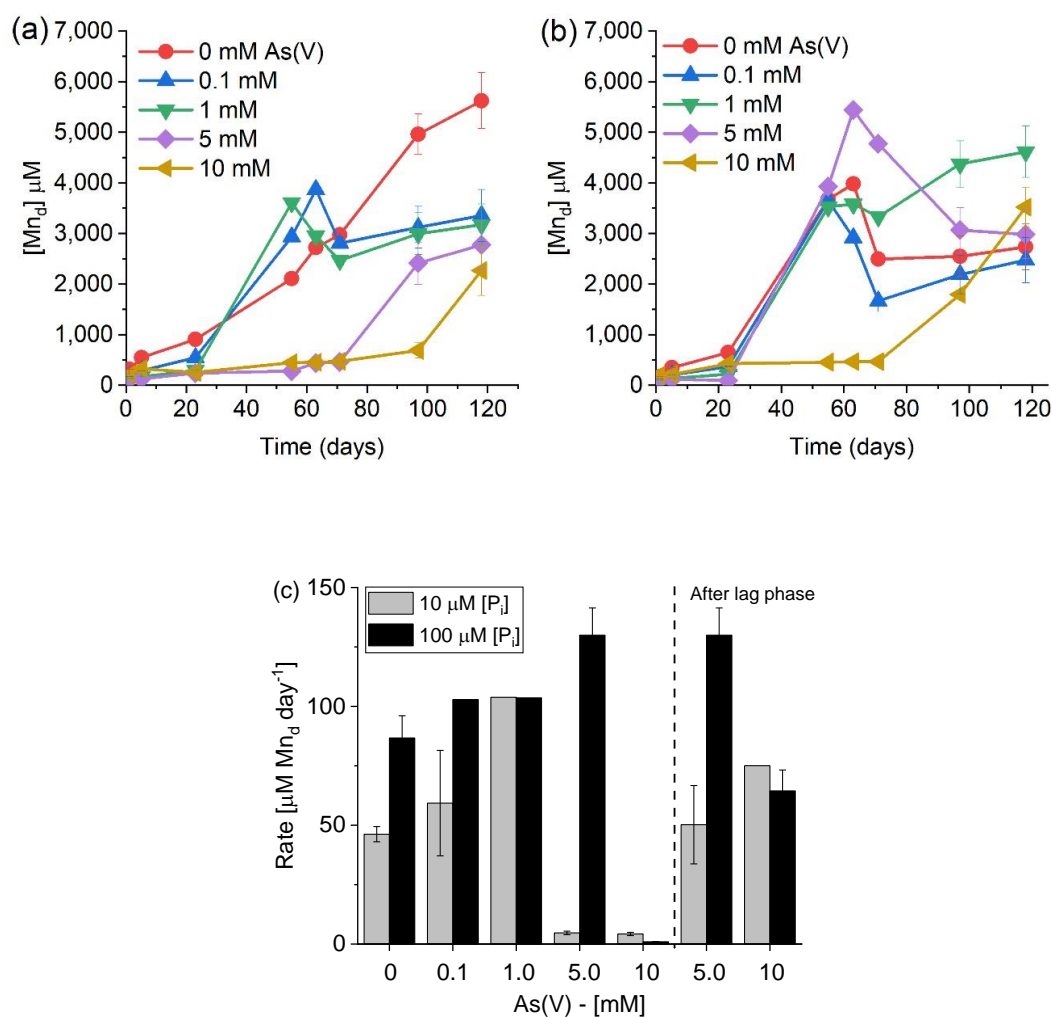 (a)
7,000
6,000
5,000
4,000
3,000
2,000
1,000
0
[Mn_d] μM
0 mM As(V)
0.1 mM
1 mM
5 mM
10 mM
0 20 40 60 80 100 120
Time (days)
(b)
7,000
6,000
5,000
4,000
3,000
2,000
1,000
0
[Mn_d] μM
0 mM As(V)
0.1 mM
1 mM
5 mM
10 mM
0 20 40 60 80 100 120
Time (days)
(c)
150
100
50
0
Rate [μM Mn_d day⁻¹]
10 μM [P_i]
100 μM [P_i]
After lag phase
0 0.1 1.0 5.0 10 5.0 10
As(V) - [mM]